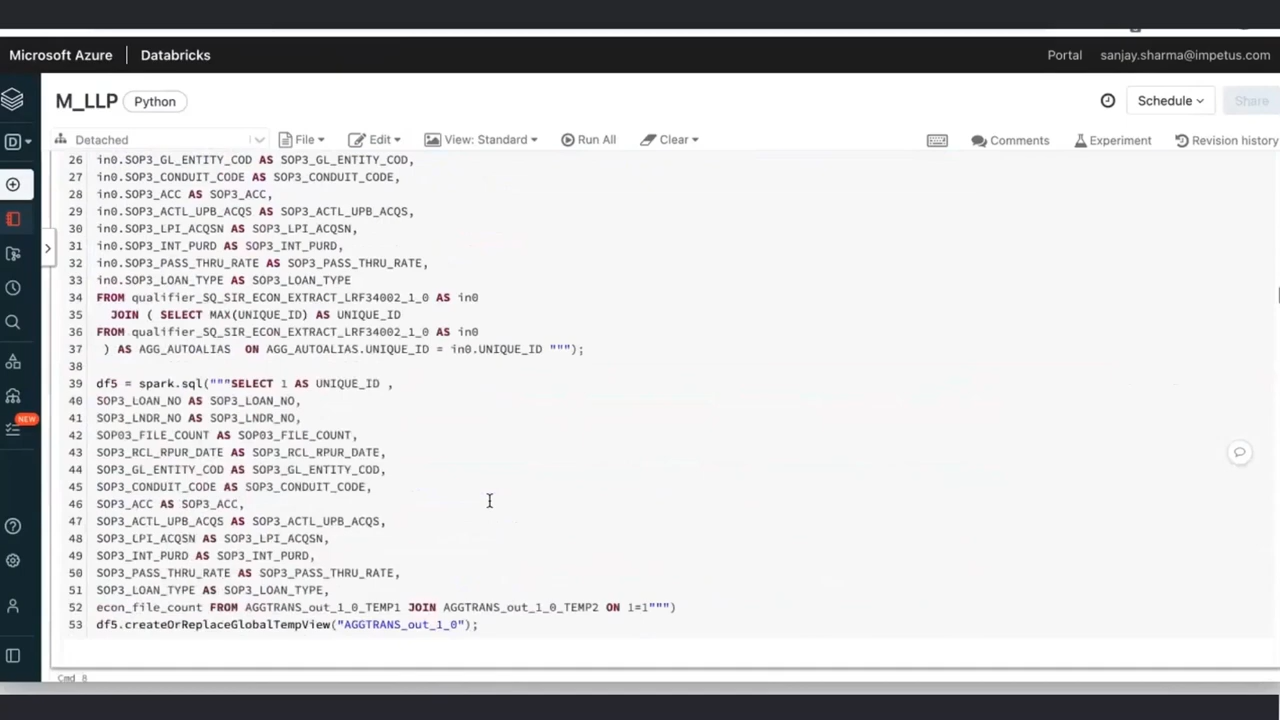 Microsoft Azure Databricks Portal sanjay.sharma@impetus.com
M_LLP Python Schedule Share
Detached File Edit View: Standard Run All Clear Comments Experiment Revision history
26 in0.SOP3_GL_ENTITY_COD AS SOP3_GL_ENTITY_COD,
27 in0.SOP3_CONDUIT_CODE AS SOP3_CONDUIT_CODE,
28 in0.SOP3_ACC AS SOP3_ACC,
29 in0.SOP3_ACTL_UPB_ACQS AS SOP3_ACTL_UPB_ACQS,
30 in0.SOP3_LPI_ACQSN AS SOP3_LPI_ACQSN,
31 in0.SOP3_INT_PURD AS SOP3_INT_PURD,
32 in0.SOP3_PASS_THRU_RATE AS SOP3_PASS_THRU_RATE,
33 in0.SOP3_LOAN_TYPE AS SOP3_LOAN_TYPE
34 FROM qualifier_SQ_SIR_ECON_EXTRACT_LRF34002_1_0 AS in0
35 JOIN ( SELECT MAX(UNIQUE_ID) AS UNIQUE_ID
36 FROM qualifier_SQ_SIR_ECON_EXTRACT_LRF34002_1_0 AS in0
37 ) AS AGG_AUTOALIAS ON AGG_AUTOALIAS.UNIQUE_ID = in0.UNIQUE_ID """);
38
39 df5 = spark.sql("""SELECT 1 AS UNIQUE_ID ,
40 SOP3_LOAN_NO AS SOP3_LOAN_NO,
41 SOP3_LNDR_NO AS SOP3_LNDR_NO,
42 SOP03_FILE_COUNT AS SOP03_FILE_COUNT,
43 SOP3_RCL_RPUR_DATE AS SOP3_RCL_RPUR_DATE,
44 SOP3_GL_ENTITY_COD AS SOP3_GL_ENTITY_COD,
45 SOP3_CONDUIT_CODE AS SOP3_CONDUIT_CODE,
46 SOP3_ACC AS SOP3_ACC,
47 SOP3_ACTL_UPB_ACQS AS SOP3_ACTL_UPB_ACQS,
48 SOP3_LPI_ACQSN AS SOP3_LPI_ACQSN,
49 SOP3_INT_PURD AS SOP3_INT_PURD,
50 SOP3_PASS_THRU_RATE AS SOP3_PASS_THRU_RATE,
51 SOP3_LOAN_TYPE AS SOP3_LOAN_TYPE,
52 econ_file_count FROM AGGTRANS_out_1_0_TEMP1 JOIN AGGTRANS_out_1_0_TEMP2 ON 1=1""")
53 df5.createOrReplaceGlobalTempView("AGGTRANS_out_1_0");
Cmd 8
D
NEW